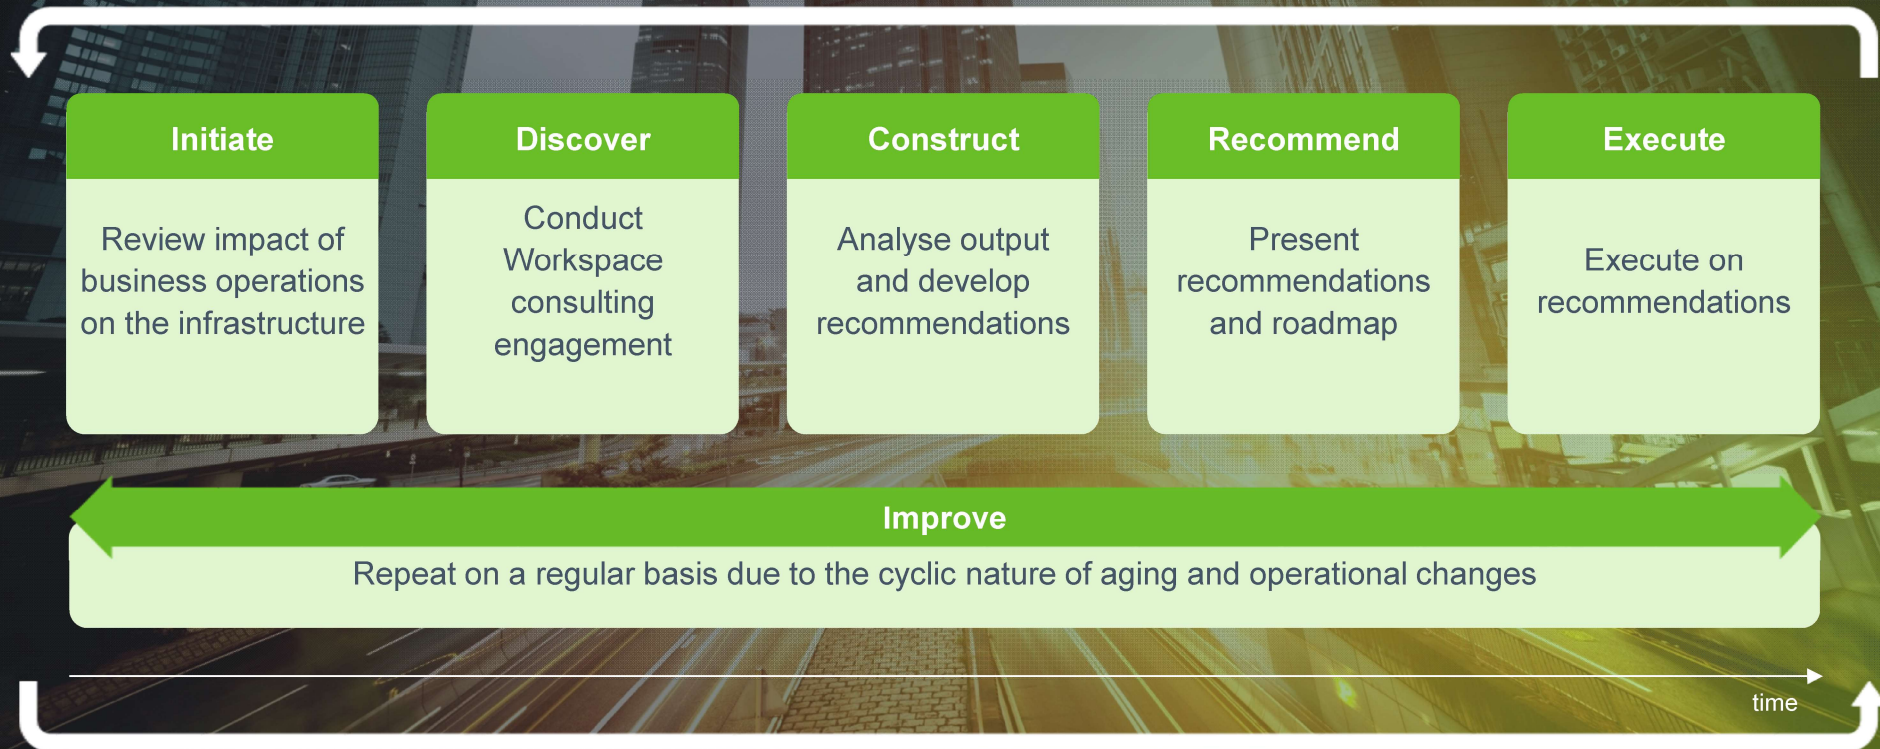 Initiate
Review impact of
business operations
on the infrastructure
Discover
Conduct
Workspace
consulting
engagement
Construct
Analyse output
and develop
recommendations
Recommend
Present
recommendations
and roadmap
Execute
Execute on
recommendations
Improve
Repeat on a regular basis due to the cyclic nature of aging and operational changes
time